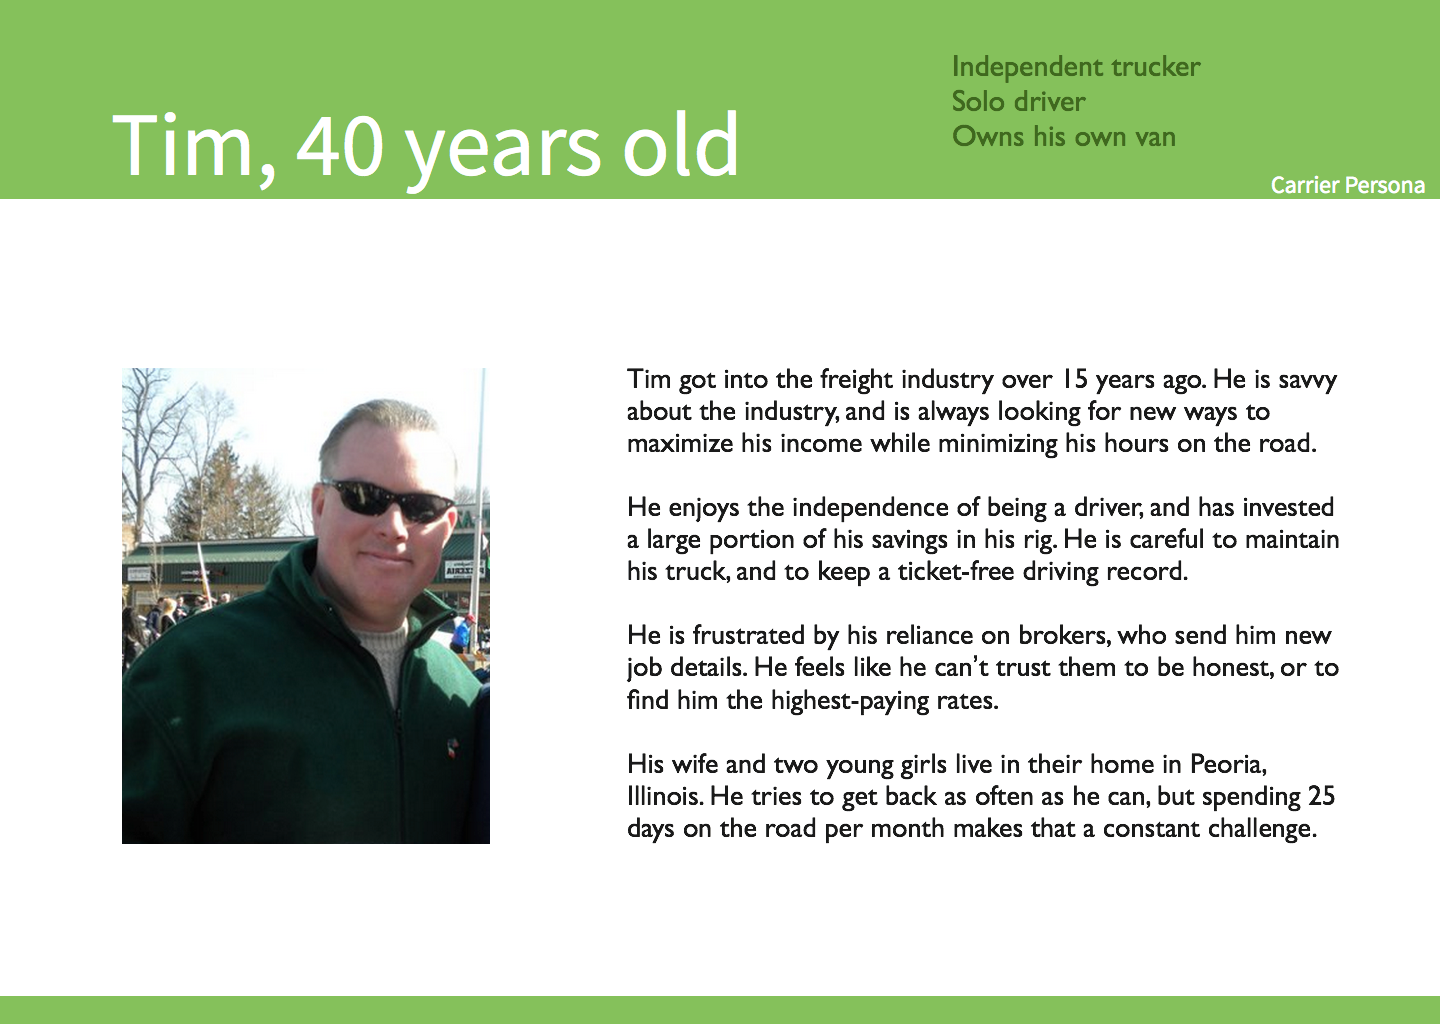 Tim, 40 years old
Independent trucker
Solo driver
Owns his own van
Carrier Persona
Tim got into the freight industry over 15 years ago. He is savvy
about the industry, and is always looking for new ways to
maximize his income while minimizing his hours on the road.
He enjoys the independence of being a driver, and has invested
a large portion of his savings in his rig. He is careful to maintain
his truck, and to keep a ticket-free driving record.
He is frustrated by his reliance on brokers, who send him new
job details. He feels like he can’t trust them to be honest, or to
find him the highest-paying rates.
His wife and two young girls live in their home in Peoria,
Illinois. He tries to get back as often as he can, but spending 25
days on the road per month makes that a constant challenge.